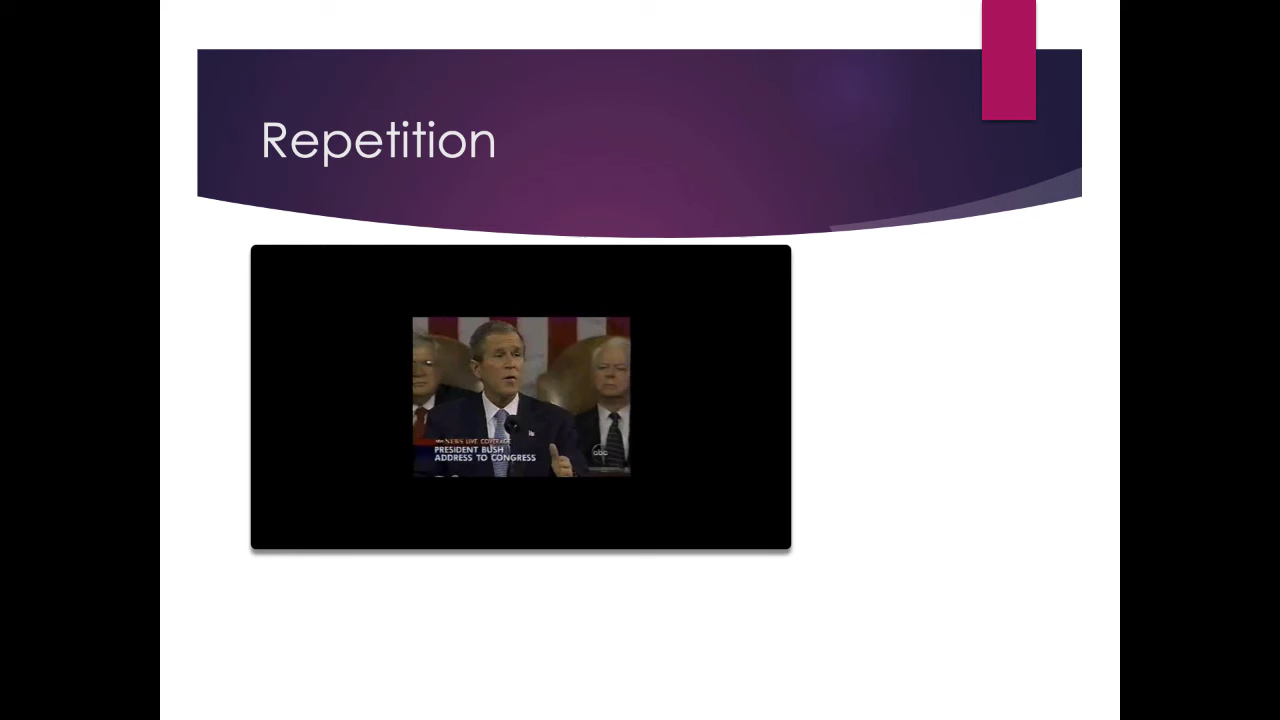 Repetition
abc NEWS LIVE COVERAGE
PRESIDENT BUSH
ADDRESS TO CONGRESS
abc